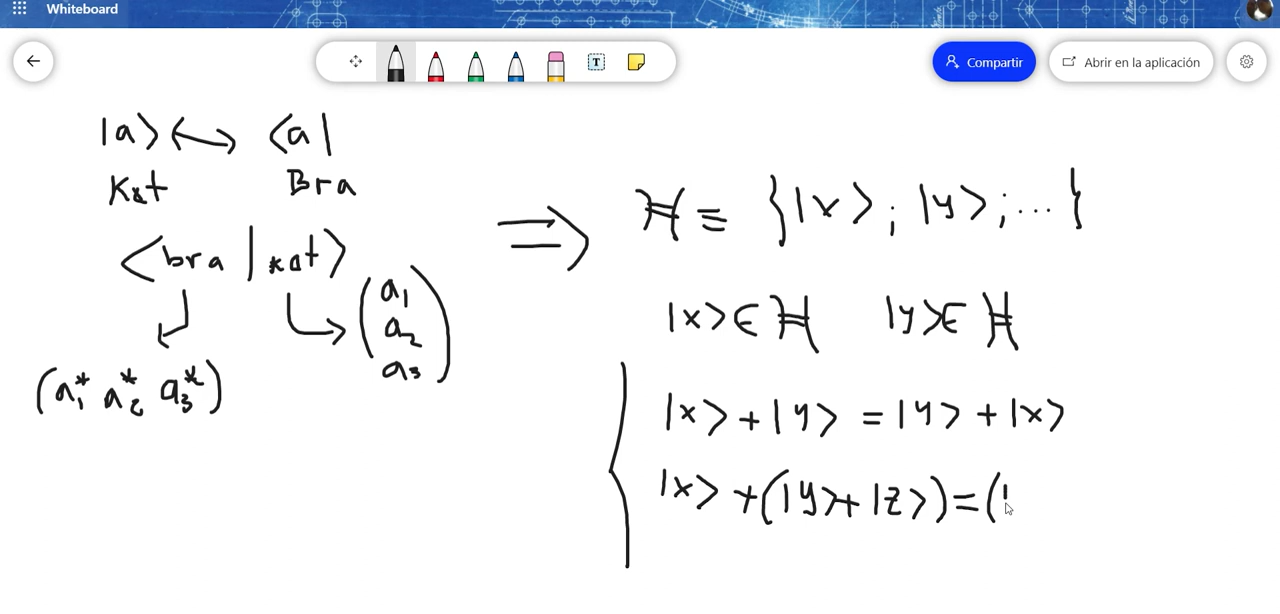 Whiteboard
T
Compartir
Abrir en la aplicación
|a> ↔ <a|
Ket Bra
<bra|ket>
(a₁* a₂* a₃*)
(a₁
a₂
a₃)
⇒ ℍ ≡ {|x>; |y>; ...}
|x> ∈ ℍ |y> ∈ ℍ
|x> + |y> = |y> + |x>
|x> + (|y> + |z>) = (|